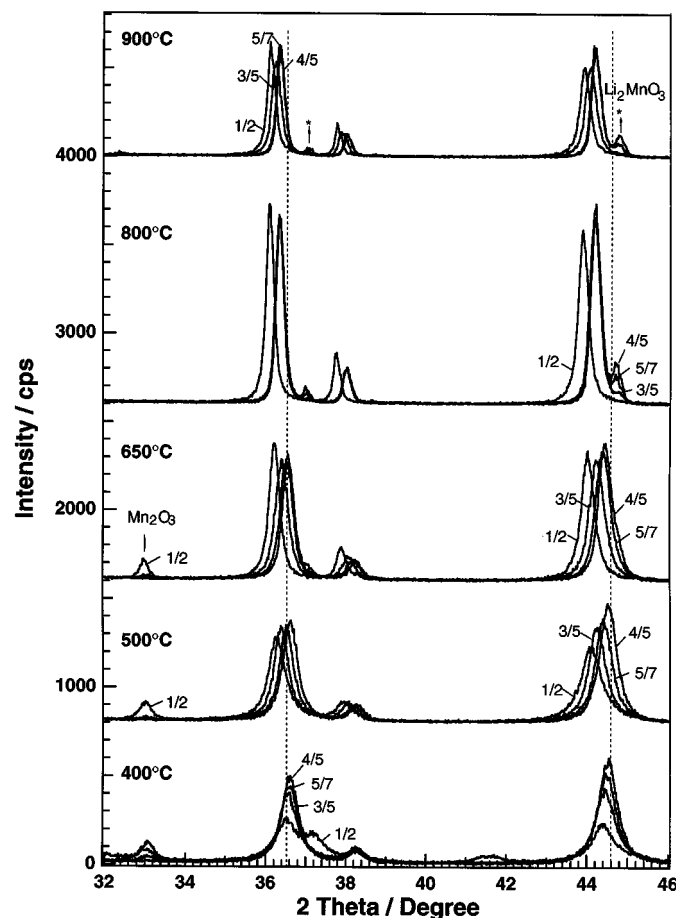 900°C
5/7
4/5
3/5
1/2
*
Li₂MnO₃
*
4000
800°C
3000
1/2
4/5
5/7
3/5
650°C
Mn₂O₃
1/2
2000
3/5
1/2
4/5
5/7
500°C
1/2
1000
3/5
1/2
4/5
5/7
400°C
4/5
5/7
3/5
1/2
0
32 34 36 38 40 42 44 46
2 Theta / Degree
Intensity / cps